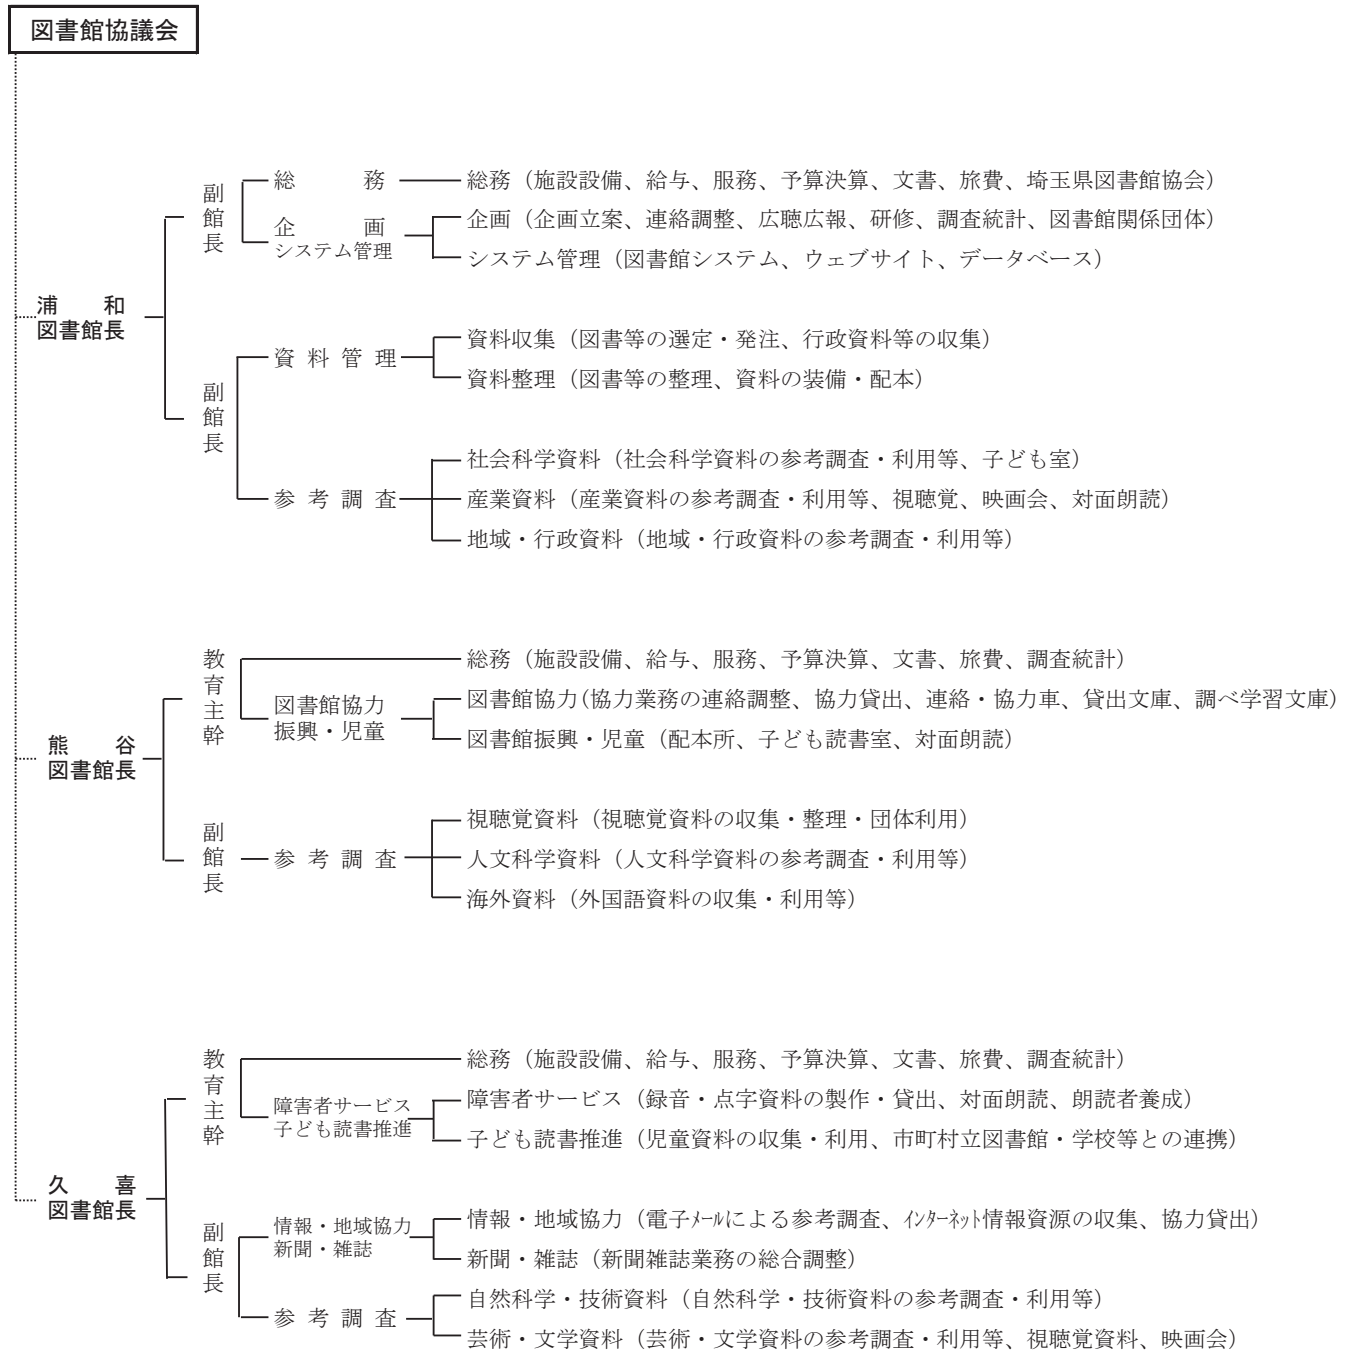 図書館協議会
浦和
図書館長
副館長
総務
総務（施設設備、給与、服務、予算決算、文書、旅費、埼玉県図書館協会）
企画
システム管理
企画（企画立案、連絡調整、広聴広報、研修、調査統計、図書館関係団体）
システム管理（図書館システム、ウェブサイト、データベース）
副館長
資料管理
資料収集（図書等の選定・発注、行政資料等の収集）
資料整理（図書等の整理、資料の装備・配本）
参考調査
社会科学資料（社会科学資料の参考調査・利用等、子ども室）
産業資料（産業資料の参考調査・利用等、視聴覚、映画会、対面朗読）
地域・行政資料（地域・行政資料の参考調査・利用等）
熊谷
図書館長
教育主幹
総務（施設設備、給与、服務、予算決算、文書、旅費、調査統計）
図書館協力
振興・児童
図書館協力(協力業務の連絡調整、協力貸出、連絡・協力車、貸出文庫、調べ学習文庫)
図書館振興・児童（配本所、子ども読書室、対面朗読）
副館長
参考調査
視聴覚資料（視聴覚資料の収集・整理・団体利用）
人文科学資料（人文科学資料の参考調査・利用等）
海外資料（外国語資料の収集・利用等）
久喜
図書館長
教育主幹
総務（施設設備、給与、服務、予算決算、文書、旅費、調査統計）
障害者サービス
子ども読書推進
障害者サービス（録音・点字資料の製作・貸出、対面朗読、朗読者養成）
子ども読書推進（児童資料の収集・利用、市町村立図書館・学校等との連携）
副館長
情報・地域協力
新聞・雑誌
情報・地域協力（電子ﾒｰﾙによる参考調査、ｲﾝﾀｰﾈｯﾄ情報資源の収集、協力貸出）
新聞・雑誌（新聞雑誌業務の総合調整）
参考調査
自然科学・技術資料（自然科学・技術資料の参考調査・利用等）
芸術・文学資料（芸術・文学資料の参考調査・利用等、視聴覚資料、映画会）